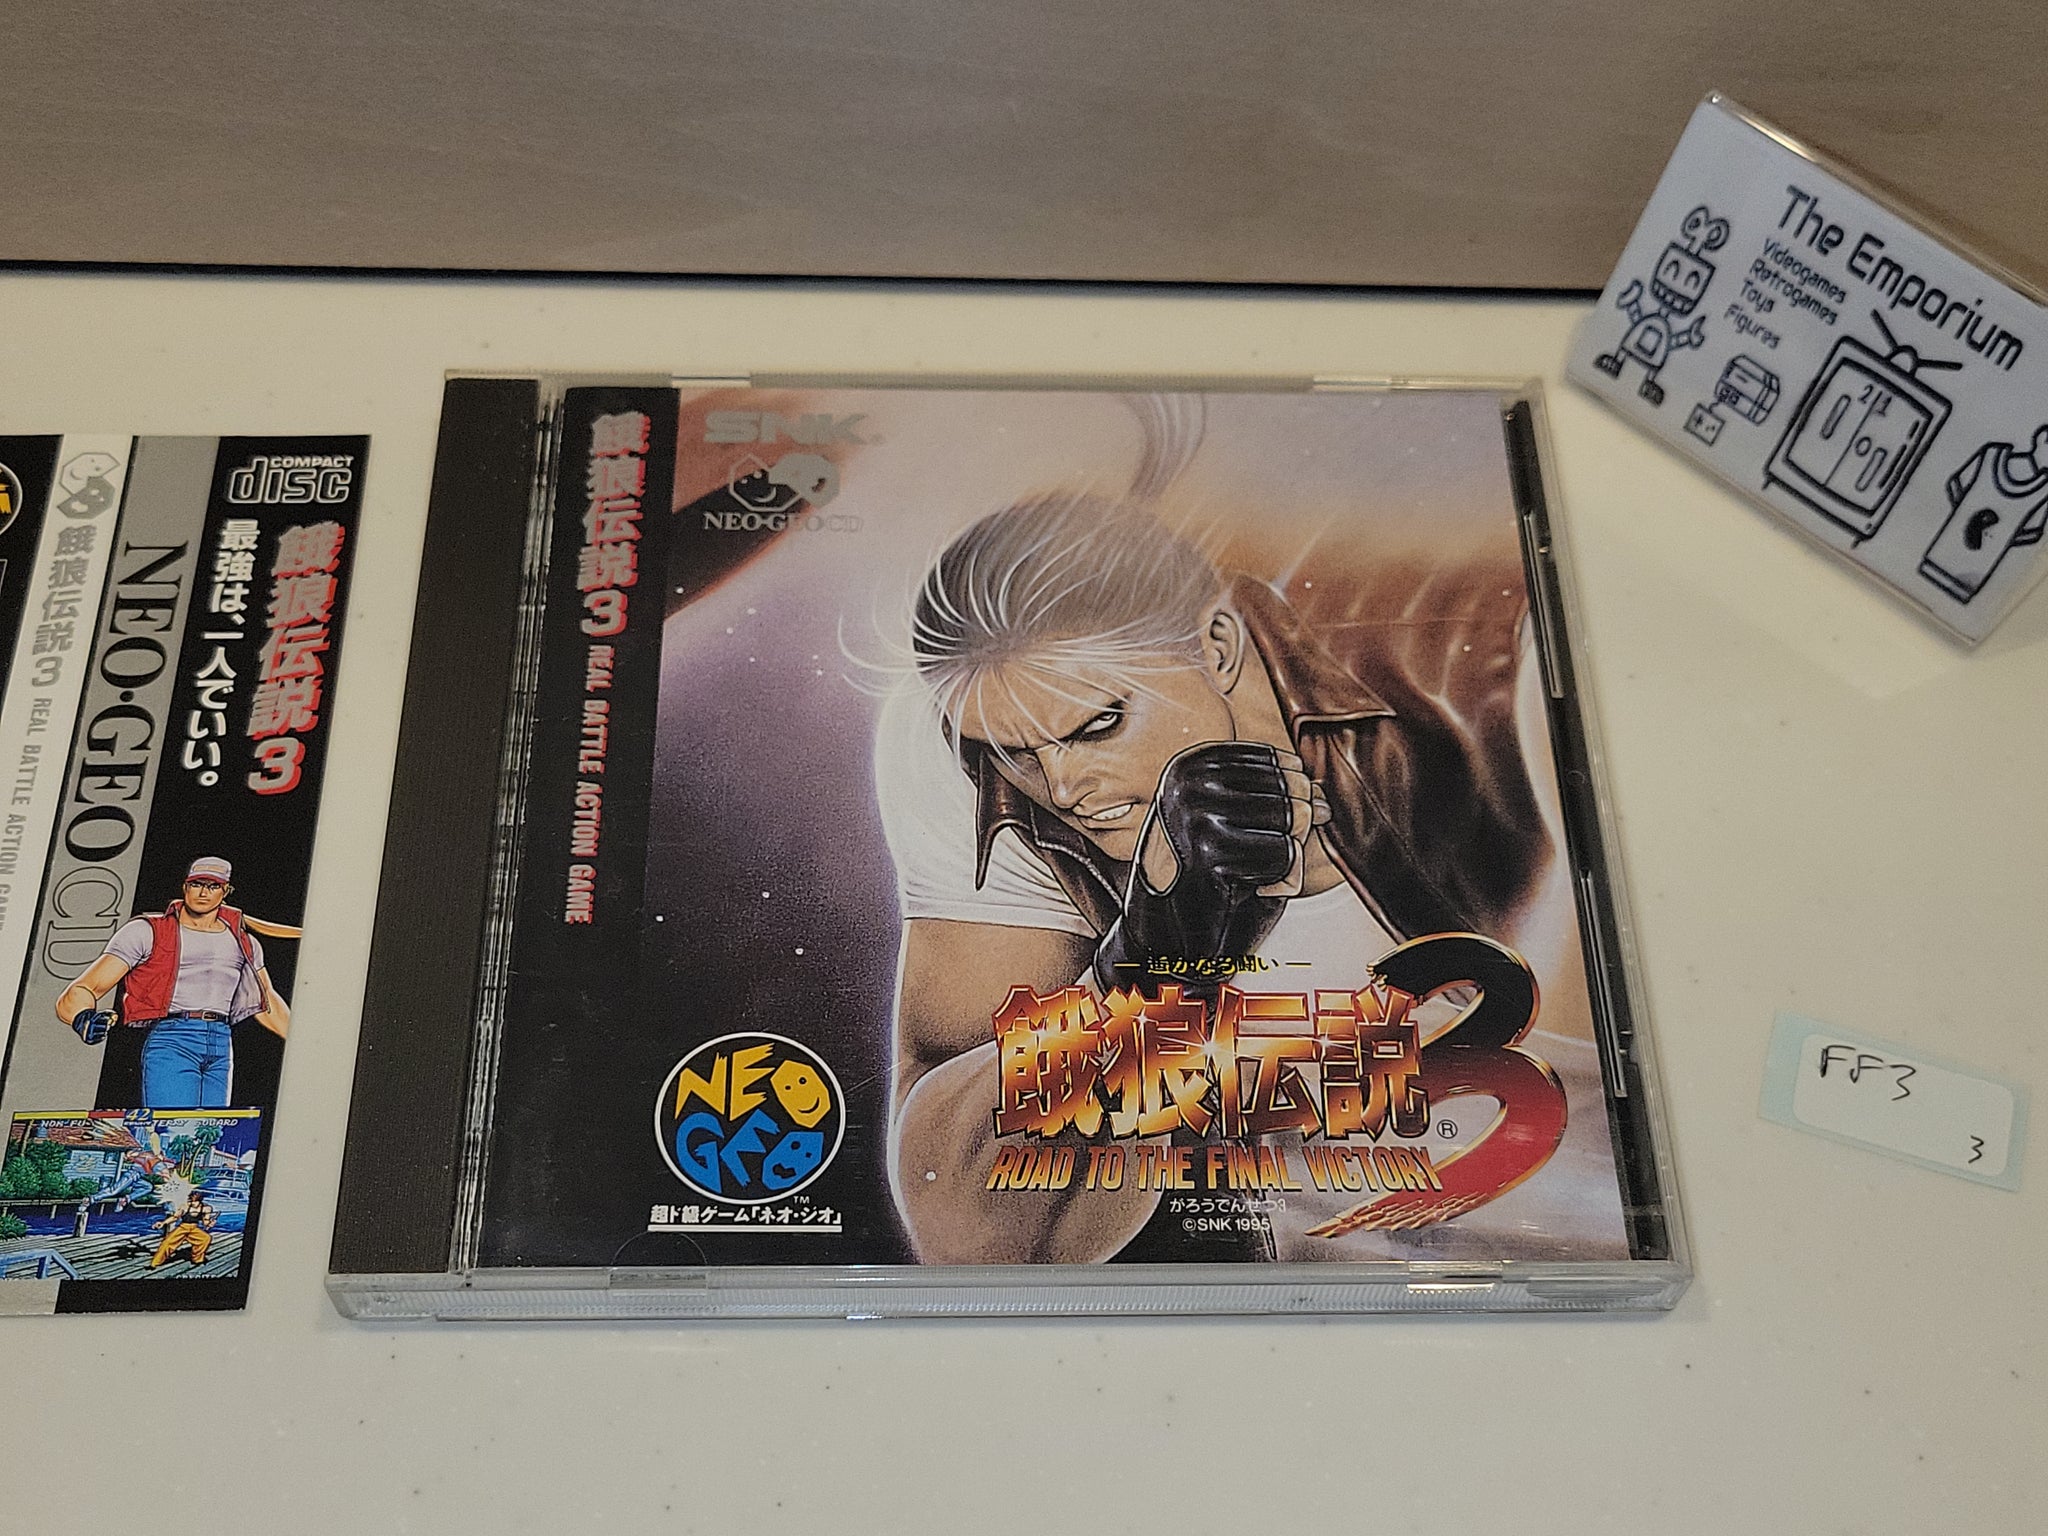 餓狼伝説3 REAL BATTLE ACTION GAME
NEO・GEO CD
COMPACT
disc
最強は、一人でいい。
餓狼伝説3
42
TERRY BOGARD
餓狼伝説3 REAL BATTLE ACTION GAME
SNK®
NEO・GEO CD
NEO
GEO
™
超ド級ゲーム「ネオ・ジオ」
― 遥かなる闘い ―
餓狼伝説3
®
ROAD TO THE FINAL VICTORY
がろうでんせつ3
©SNK 1995
The Emporium
Videogames
Retrogames
Toys
Figures
FF3
3